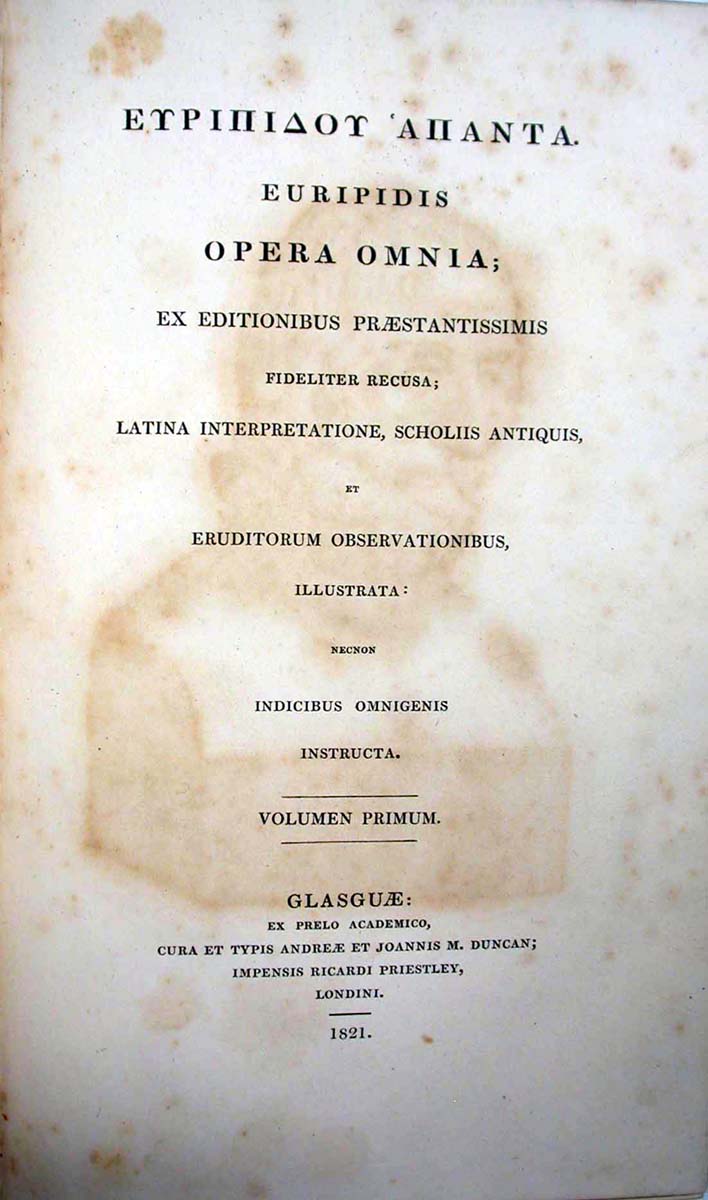 ΕΥΡΙΠΙΔΟΥ ἉΠΑΝΤΑ.
EURIPIDIS
OPERA OMNIA;
EX EDITIONIBUS PRÆSTANTISSIMIS
FIDELITER RECUSA;
LATINA INTERPRETATIONE, SCHOLIIS ANTIQUIS,
ET
ERUDITORUM OBSERVATIONIBUS,
ILLUSTRATA:
NECNON
INDICIBUS OMNIGENIS
INSTRUCTA.
VOLUMEN PRIMUM.
GLASGUÆ:
EX PRELO ACADEMICO,
CURA ET TYPIS ANDREÆ ET JOANNIS M. DUNCAN;
IMPENSIS RICARDI PRIESTLEY,
LONDINI.
1821.